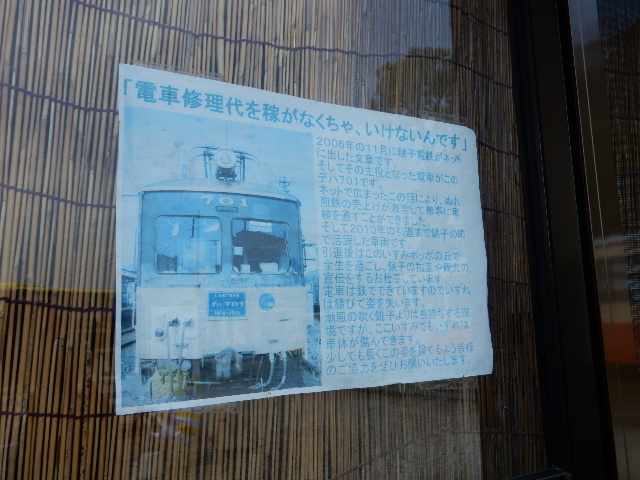 「電車修理代を稼がなくちゃ、いけないんです」
2006年の11月に銚子電鉄がネット
に出した文章です。
そしてその主役となった電車がこの
デハ701です。
ネットで広まったこの話により、ぬれ
煎餅の売上げが急増して無事に車
検を通すことができました。
そして2010年の引退まで銚子の町
で活躍した車両です。
引退後はこのいすみポッポの丘で
余生を過ごし、銚子の物産や観光の
宣伝をする任をしています。
電車は鉄でできていますのでいずれ
は錆びて姿を失います。
潮風の吹く銚子よりは長持ちする環
境ですが、ここいすみでもいずれは
車体が傷んできます。
少しでも長くこの姿を保てるよう皆様
のご協力をぜひお願いいたします。
701
デハ701